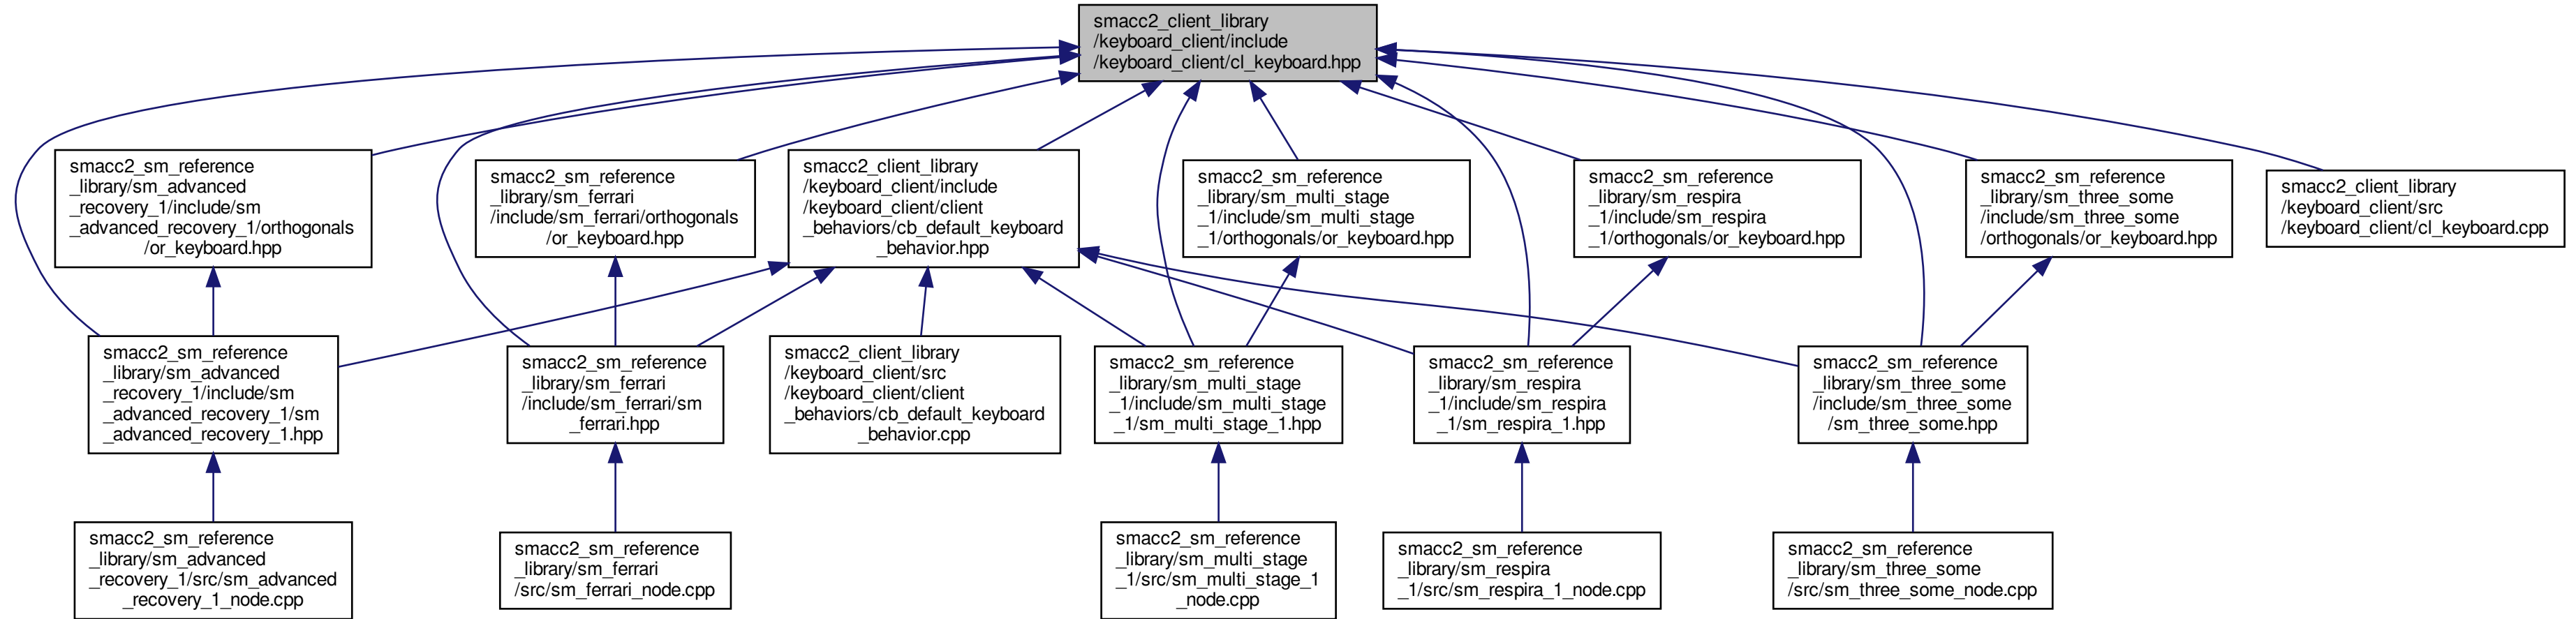 smacc2_client_library
/keyboard_client/include
/keyboard_client/cl_keyboard.hpp
smacc2_sm_reference
_library/sm_advanced
_recovery_1/include/sm
_advanced_recovery_1/orthogonals
/or_keyboard.hpp
smacc2_sm_reference
_library/sm_ferrari
/include/sm_ferrari/orthogonals
/or_keyboard.hpp
smacc2_client_library
/keyboard_client/include
/keyboard_client/client
_behaviors/cb_default_keyboard
_behavior.hpp
smacc2_sm_reference
_library/sm_multi_stage
_1/include/sm_multi_stage
_1/orthogonals/or_keyboard.hpp
smacc2_sm_reference
_library/sm_respira
_1/include/sm_respira
_1/orthogonals/or_keyboard.hpp
smacc2_sm_reference
_library/sm_three_some
/include/sm_three_some
/orthogonals/or_keyboard.hpp
smacc2_client_library
/keyboard_client/src
/keyboard_client/cl_keyboard.cpp
smacc2_sm_reference
_library/sm_advanced
_recovery_1/include/sm
_advanced_recovery_1/sm
_advanced_recovery_1.hpp
smacc2_sm_reference
_library/sm_ferrari
/include/sm_ferrari/sm
_ferrari.hpp
smacc2_client_library
/keyboard_client/src
/keyboard_client/client
_behaviors/cb_default_keyboard
_behavior.cpp
smacc2_sm_reference
_library/sm_multi_stage
_1/include/sm_multi_stage
_1/sm_multi_stage_1.hpp
smacc2_sm_reference
_library/sm_respira
_1/include/sm_respira
_1/sm_respira_1.hpp
smacc2_sm_reference
_library/sm_three_some
/include/sm_three_some
/sm_three_some.hpp
smacc2_sm_reference
_library/sm_advanced
_recovery_1/src/sm_advanced
_recovery_1_node.cpp
smacc2_sm_reference
_library/sm_ferrari
/src/sm_ferrari_node.cpp
smacc2_sm_reference
_library/sm_multi_stage
_1/src/sm_multi_stage_1
_node.cpp
smacc2_sm_reference
_library/sm_respira
_1/src/sm_respira_1_node.cpp
smacc2_sm_reference
_library/sm_three_some
/src/sm_three_some_node.cpp